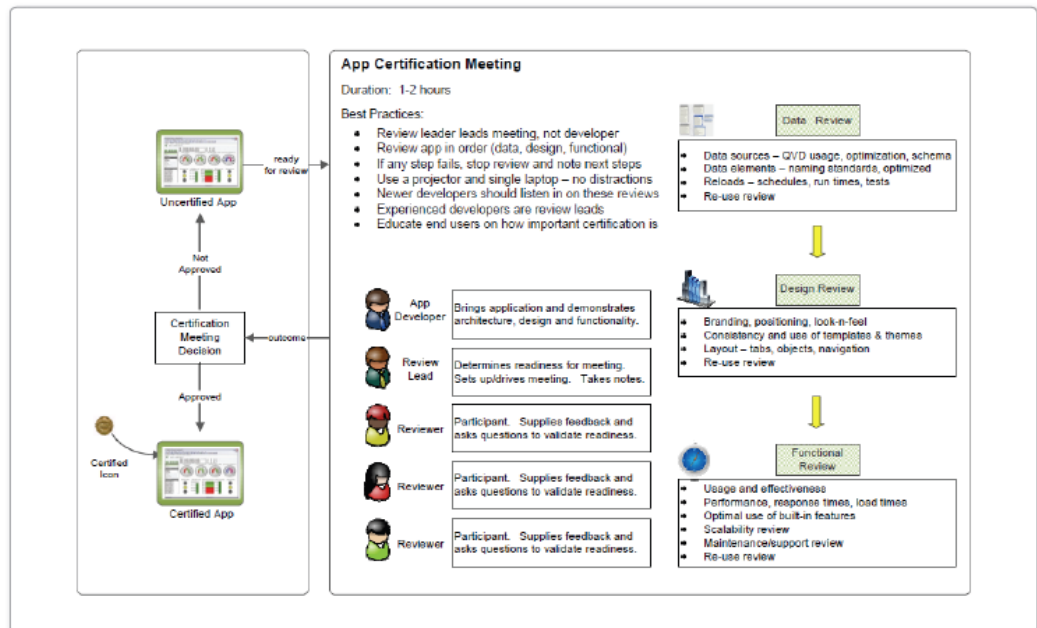 App Certification Meeting
Duration: 1-2 hours
Best Practices:
Review leader leads meeting, not developer
Review app in order (data, design, functional)
If any step fails, stop review and note next steps
Use a projector and single laptop – no distractions
Newer developers should listen in on these reviews
Experienced developers are review leads
Educate end users on how important certification is
ready
for review
Uncertified App
Not
Approved
Certification
Meeting
Decision
outcome
Approved
Certified
Icon
Certified App
App
Developer
Brings application and demonstrates
architecture, design and functionality.
Review
Lead
Determines readiness for meeting.
Sets up/drives meeting. Takes notes.
Reviewer
Participant. Supplies feedback and
asks questions to validate readiness.
Reviewer
Participant. Supplies feedback and
asks questions to validate readiness.
Reviewer
Participant. Supplies feedback and
asks questions to validate readiness.
Data Review
Data sources – QVD usage, optimization, schema
Data elements – naming standards, optimized
Reloads – schedules, run times, tests
Re-use review
Design Review
Branding, positioning, look-n-feel
Consistency and use of templates & themes
Layout – tabs, objects, navigation
Re-use review
Functional
Review
Usage and effectiveness
Performance, response times, load times
Optimal use of built-in features
Scalability review
Maintenance/support review
Re-use review